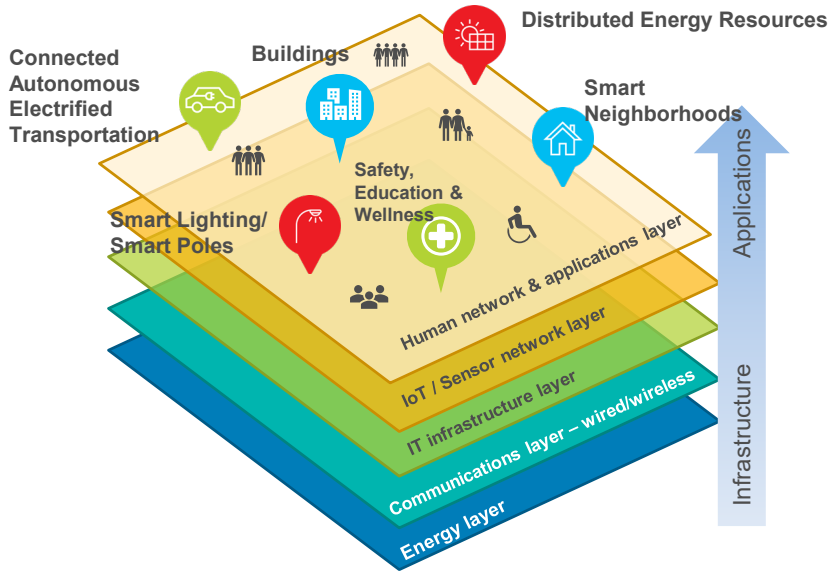 Distributed Energy Resources
Buildings
Connected
Autonomous
Electrified
Transportation
Smart
Neighborhoods
Safety,
Education &
Wellness
Smart Lighting/
Smart Poles
Human network & applications layer
IoT / Sensor network layer
IT infrastructure layer
Communications layer – wired/wireless
Energy layer
Applications
Infrastructure